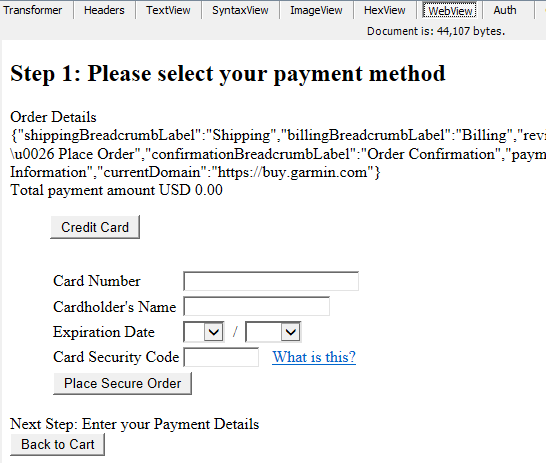 Transformer Headers TextView SyntaxView ImageView HexView WebView Auth
Document is: 44,107 bytes.
Step 1: Please select your payment method
Order Details
{"shippingBreadcrumbLabel":"Shipping","billingBreadcrumbLabel":"Billing","revi
\u0026 Place Order","confirmationBreadcrumbLabel":"Order Confirmation","paym
Information","currentDomain":"https://buy.garmin.com"}
Total payment amount USD 0.00
Credit Card
Card Number
Cardholder's Name
Expiration Date /
Card Security Code What is this?
Place Secure Order
Next Step: Enter your Payment Details
Back to Cart